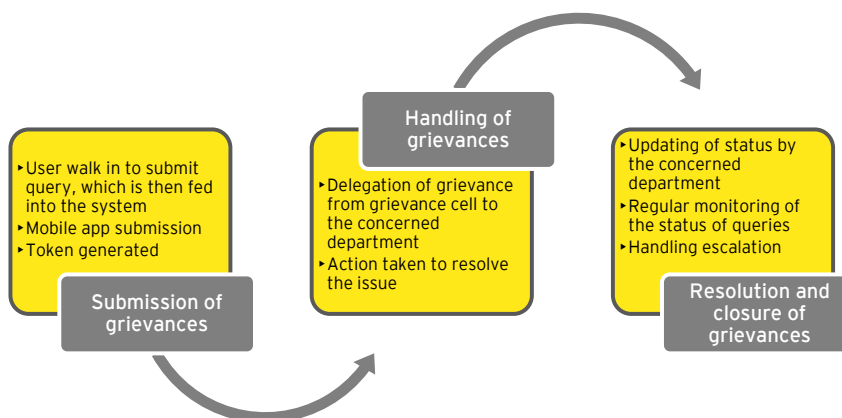 ‣User walk in to submit
query, which is then fed
into the system
‣Mobile app submission
‣Token generated
Submission of
grievances
Handling of
grievances
‣Delegation of grievance
from grievance cell to
the concerned
department
‣Action taken to resolve
the issue
‣Updating of status by
the concerned
department
‣Regular monitoring of
the status of queries
‣Handling escalation
Resolution and
closure of
grievances